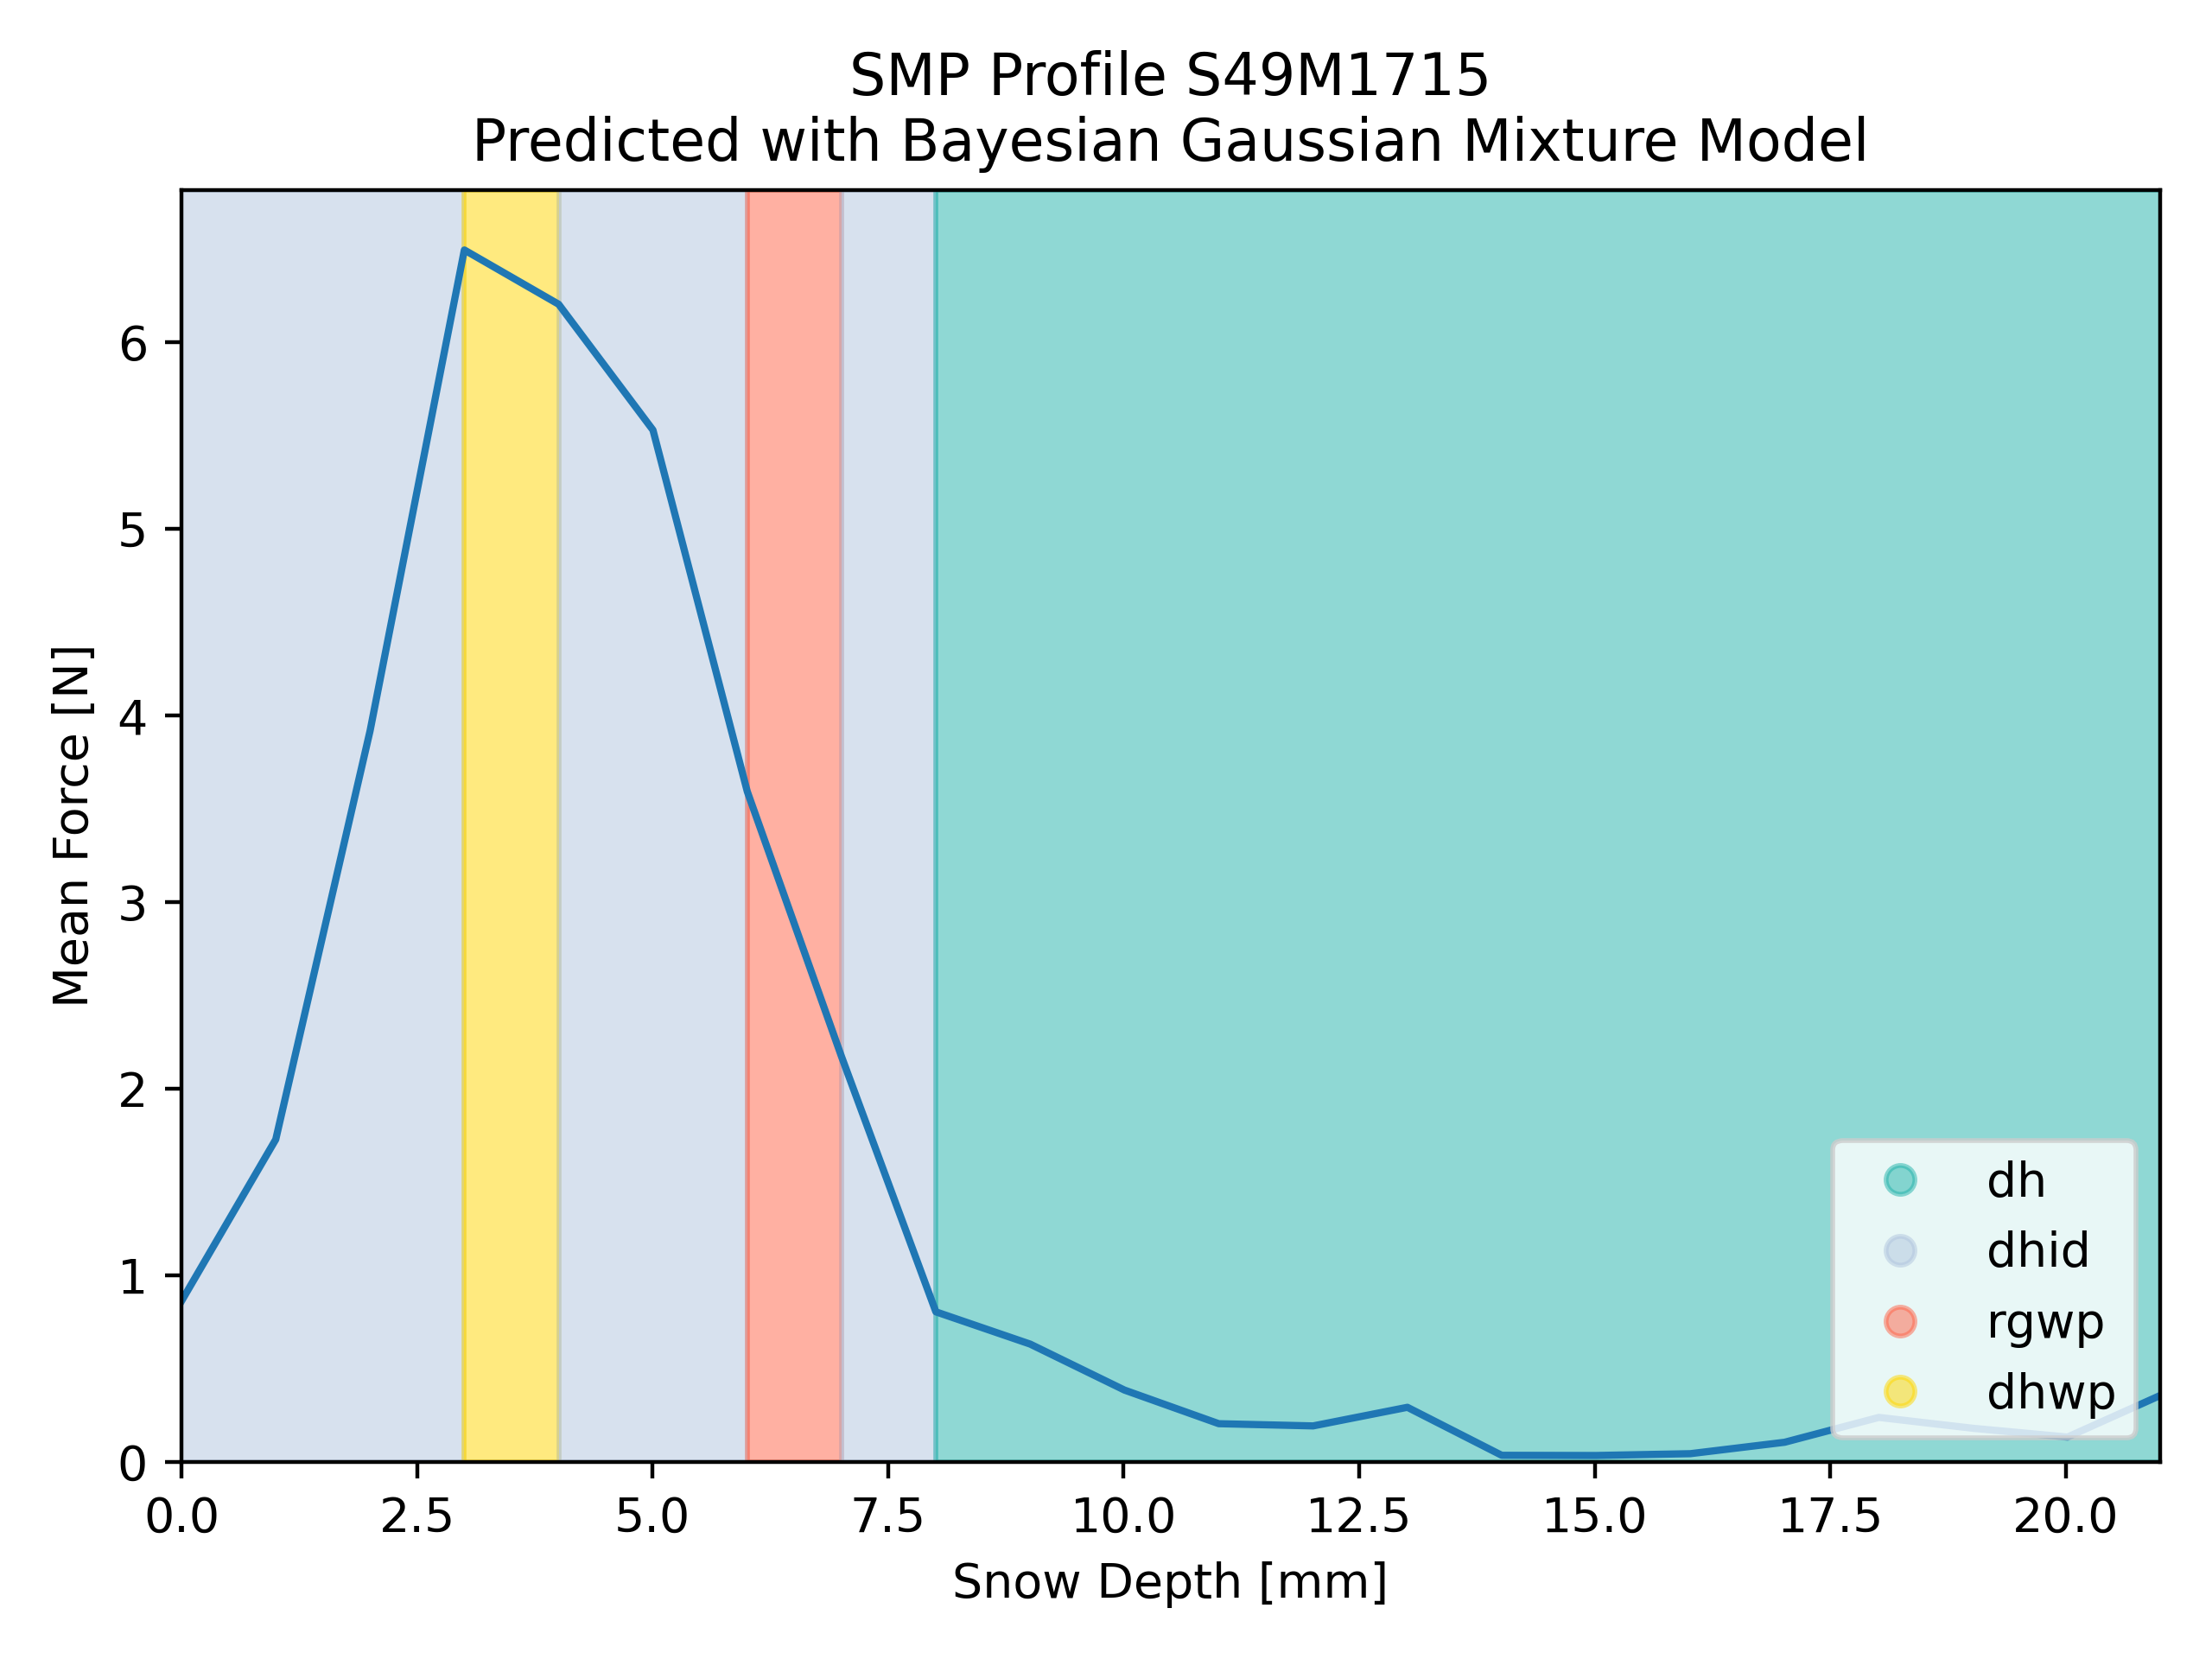 SMP Profile S49M1715
Predicted with Bayesian Gaussian Mixture Model
Mean Force [N]
6
5
4
3
2
1
0
dh
dhid
rgwp
dhwp
0.0 2.5 5.0 7.5 10.0 12.5 15.0 17.5 20.0
Snow Depth [mm]